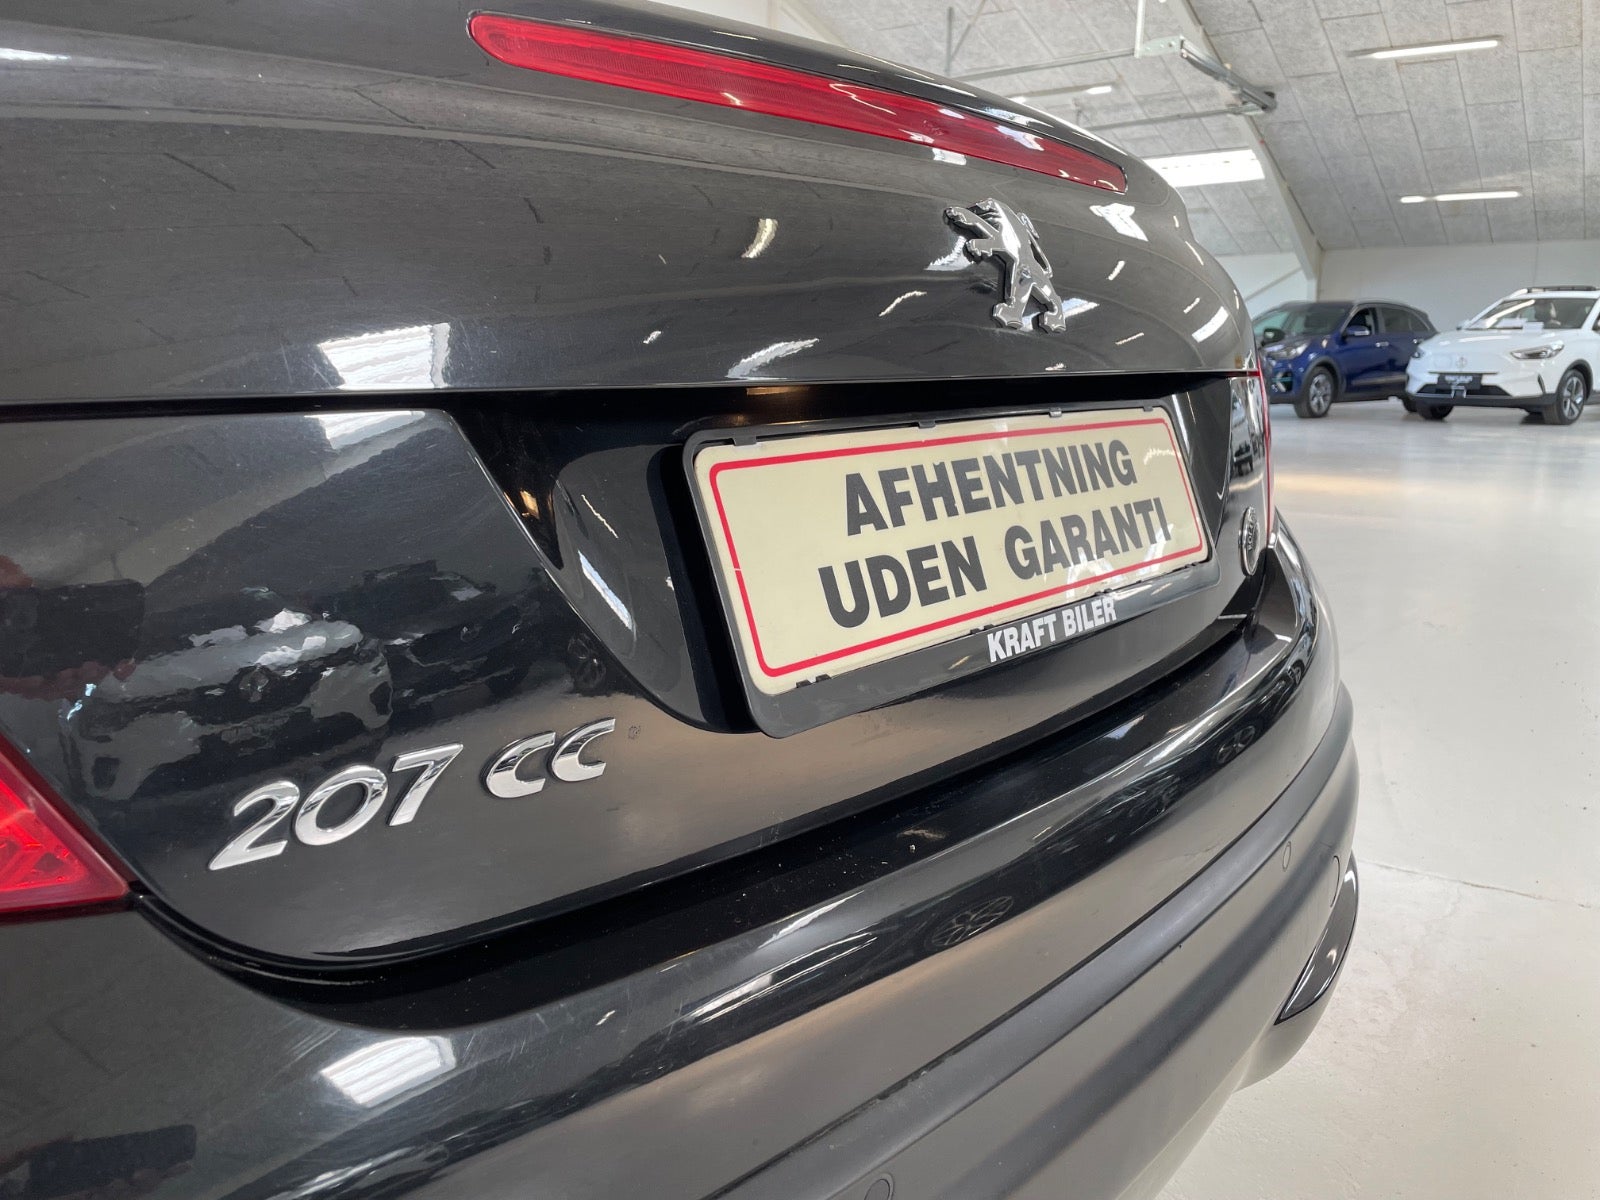 AFHENTNING
UDEN GARANTI
KRAFT BILER
207 CC